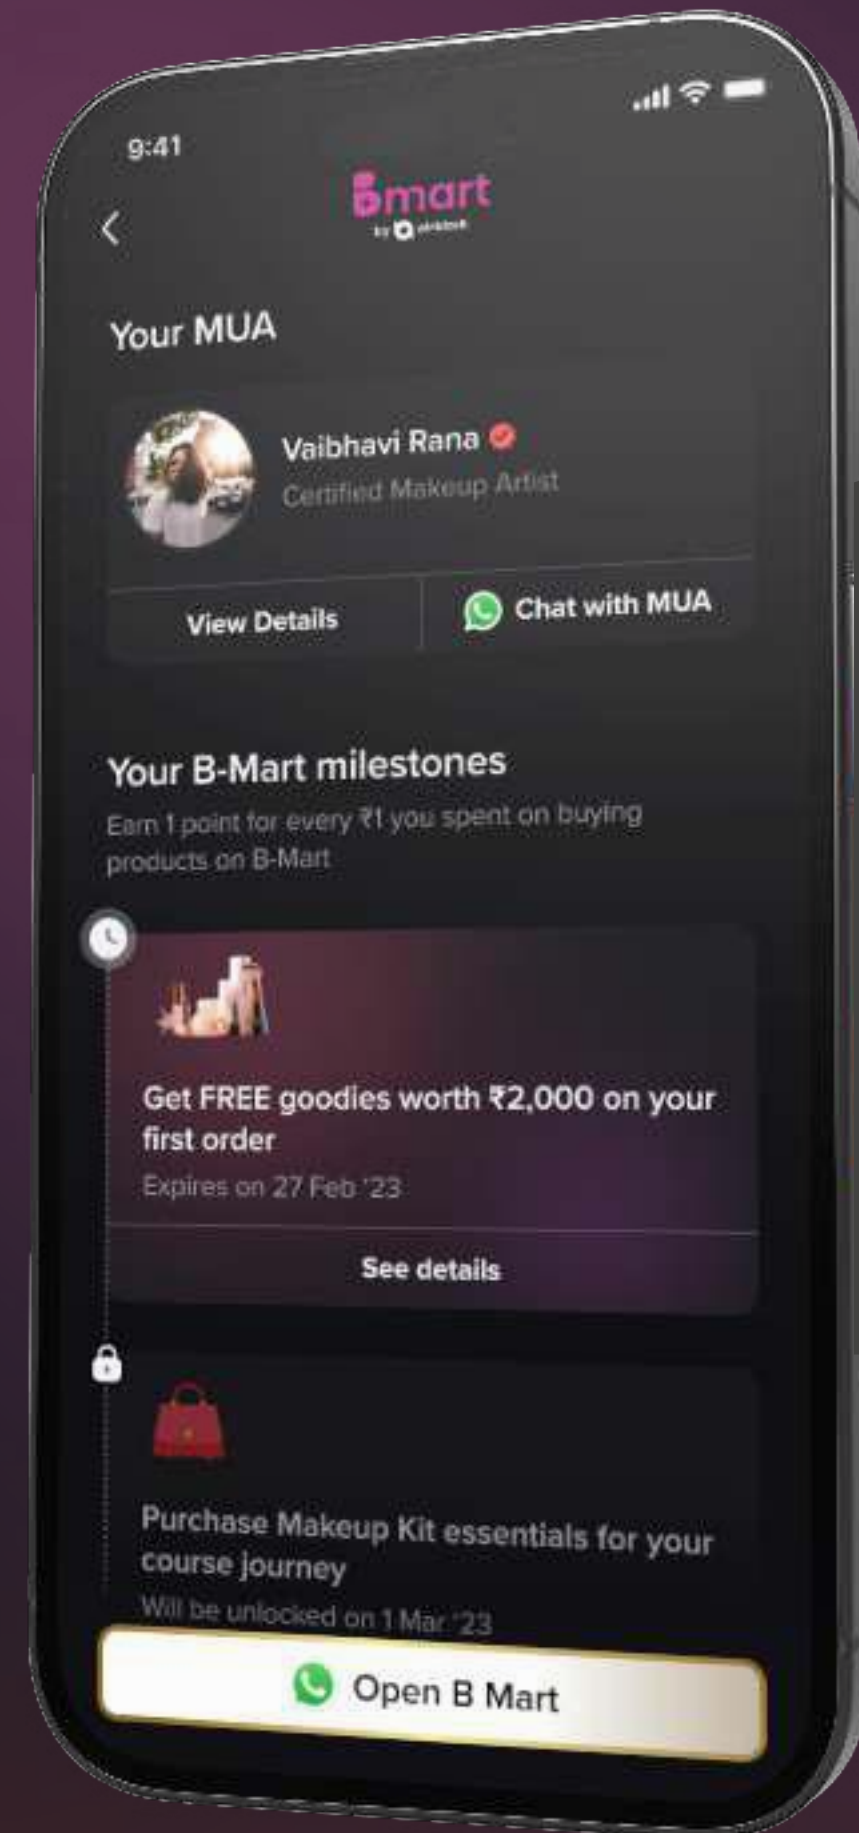 9:41
Bmart
by airblack
Your MUA
Vaibhavi Rana
Certified Makeup Artist
View Details
Chat with MUA
Your B-Mart milestones
Earn 1 point for every ₹1 you spent on buying
products on B-Mart
Get FREE goodies worth ₹2,000 on your
first order
Expires on 27 Feb '23
See details
Purchase Makeup Kit essentials for your
course journey
Will be unlocked on 1 Mar '23
Open B Mart